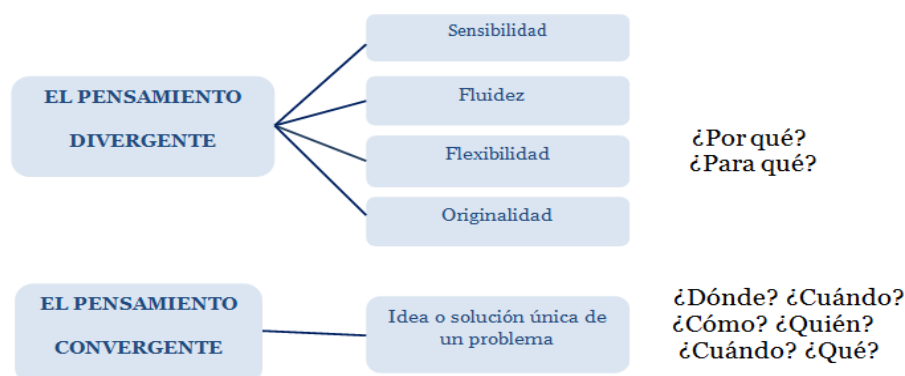 EL PENSAMIENTO
DIVERGENTE
Sensibilidad
Fluidez
Flexibilidad
Originalidad
¿Por qué?
¿Para qué?
EL PENSAMIENTO
CONVERGENTE
Idea o solución única de
un problema
¿Dónde? ¿Cuándo?
¿Cómo? ¿Quién?
¿Cuándo? ¿Qué?